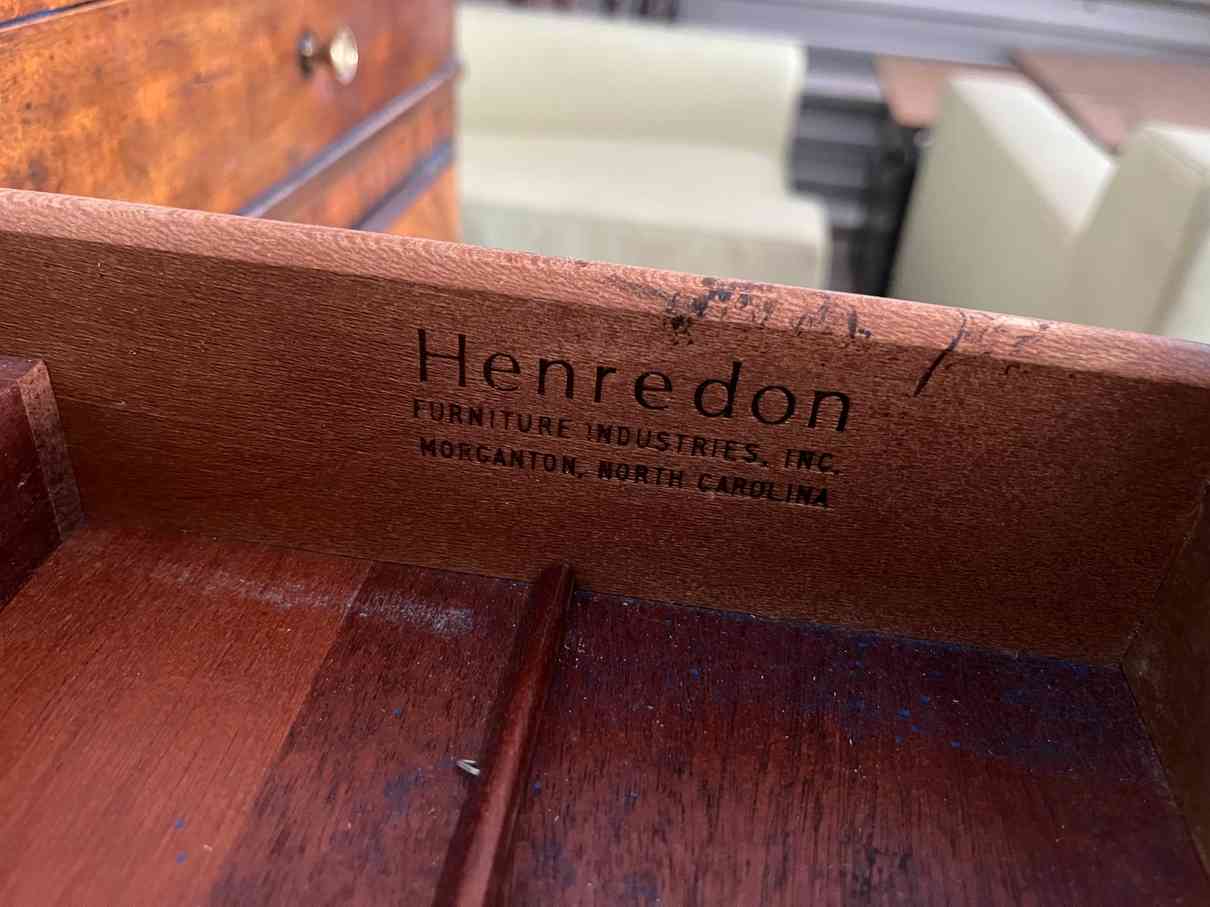 Henredon
FURNITURE INDUSTRIES, INC.
MORGANTON, NORTH CAROLINA